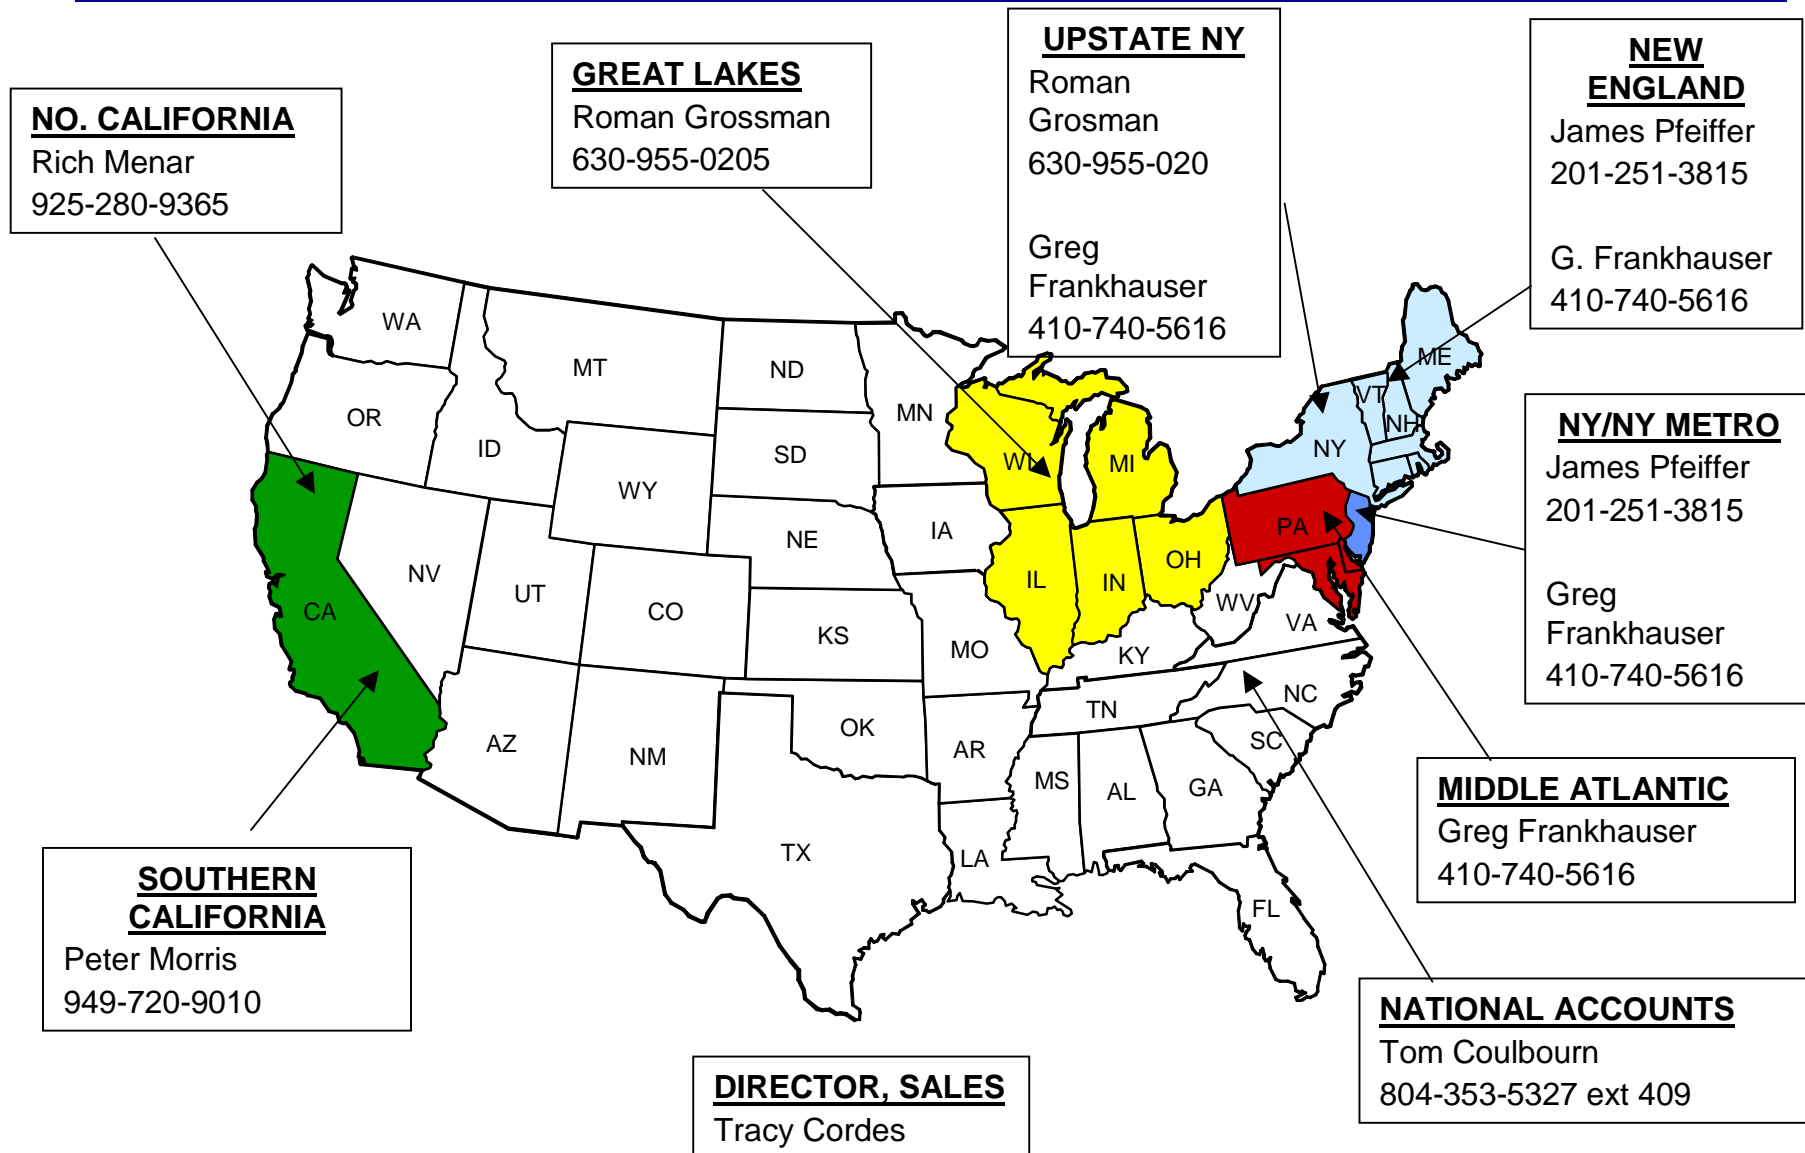 UPSTATE NY
Roman
Grosman
630-955-020
Greg
Frankhauser
410-740-5616
NEW
ENGLAND
James Pfeiffer
201-251-3815
G. Frankhauser
410-740-5616
GREAT LAKES
Roman Grossman
630-955-0205
NO. CALIFORNIA
Rich Menar
925-280-9365
WA
MT
ND
MN
ME
VT
NH
OR
ID
SD
WI
MI
NY
WY
IA
NE
PA
NV
UT
CO
IL
IN
OH
CA
KS
MO
WV
VA
KY
NC
TN
AZ
NM
OK
AR
SC
MS
AL
GA
TX
LA
FL
NY/NY METRO
James Pfeiffer
201-251-3815
Greg
Frankhauser
410-740-5616
MIDDLE ATLANTIC
Greg Frankhauser
410-740-5616
SOUTHERN
CALIFORNIA
Peter Morris
949-720-9010
NATIONAL ACCOUNTS
Tom Coulbourn
804-353-5327 ext 409
DIRECTOR, SALES
Tracy Cordes